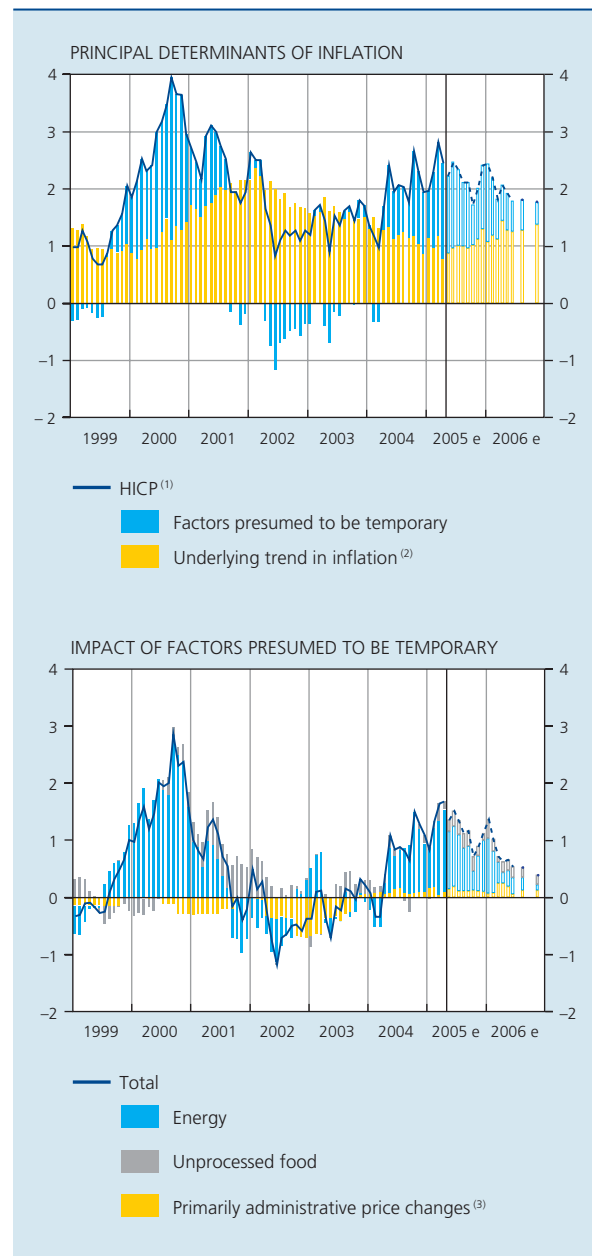 PRINCIPAL DETERMINANTS OF INFLATION
4 4
3 3
2 2
1 1
0 0
–1 –1
–2 –2
1999 2000 2001 2002 2003 2004 2005 e 2006 e
HICP (1)
Factors presumed to be temporary
Underlying trend in inflation (2)
IMPACT OF FACTORS PRESUMED TO BE TEMPORARY
4 4
3 3
2 2
1 1
0 0
–1 –1
–2 –2
1999 2000 2001 2002 2003 2004 2005 e 2006 e
Total
Energy
Unprocessed food
Primarily administrative price changes (3)